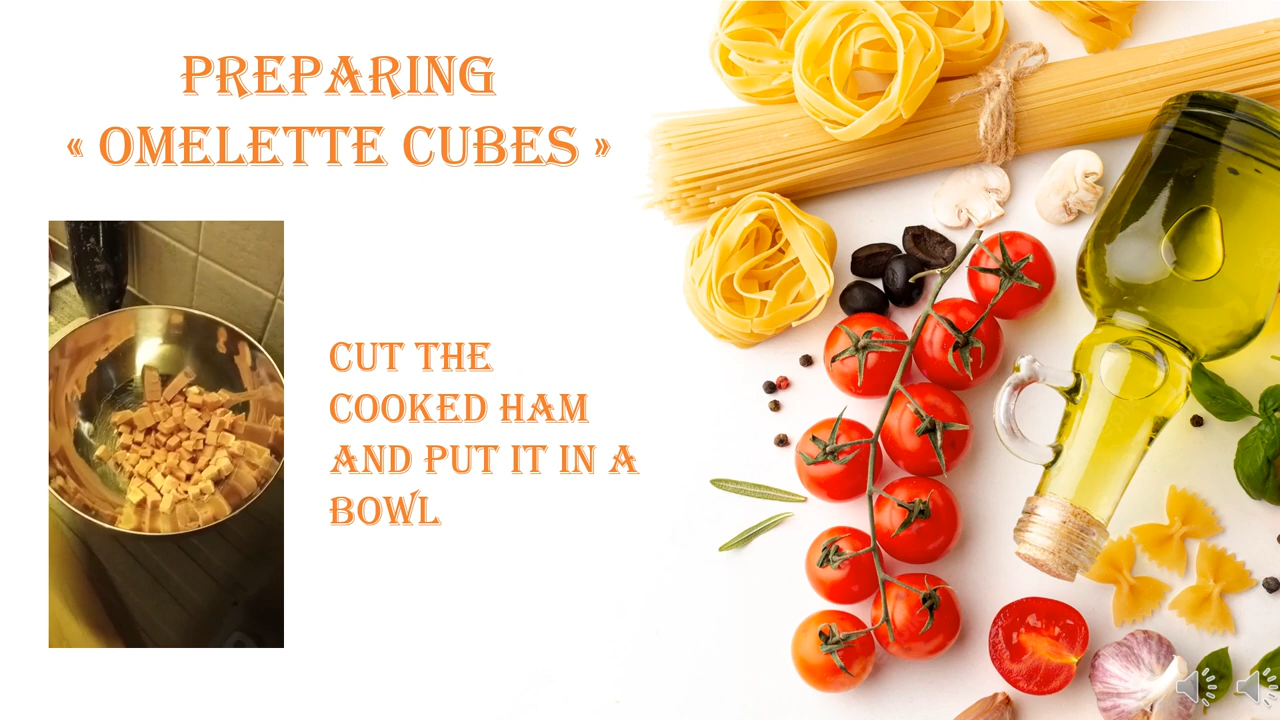 PREPARING
« OMELETTE CUBES »
CUT THE
COOKED HAM
AND PUT IT IN A
BOWL